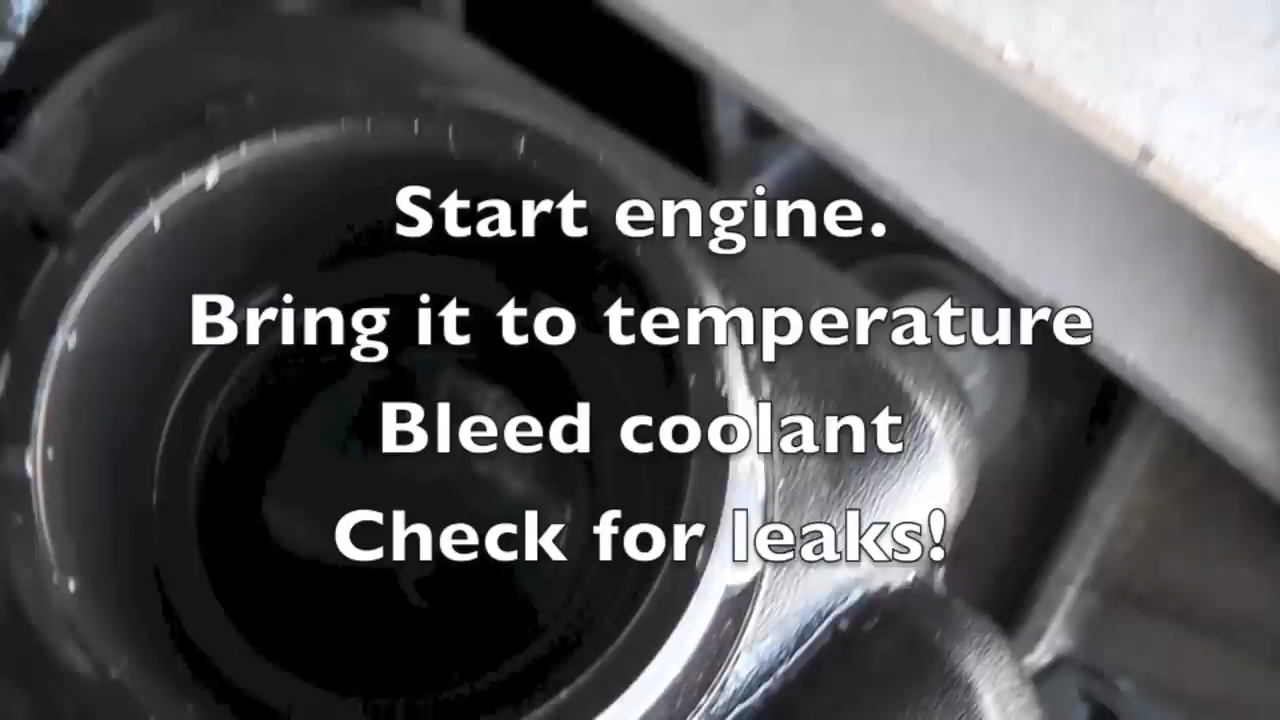 Start engine.
Bring it to temperature
Bleed coolant
Check for leaks!